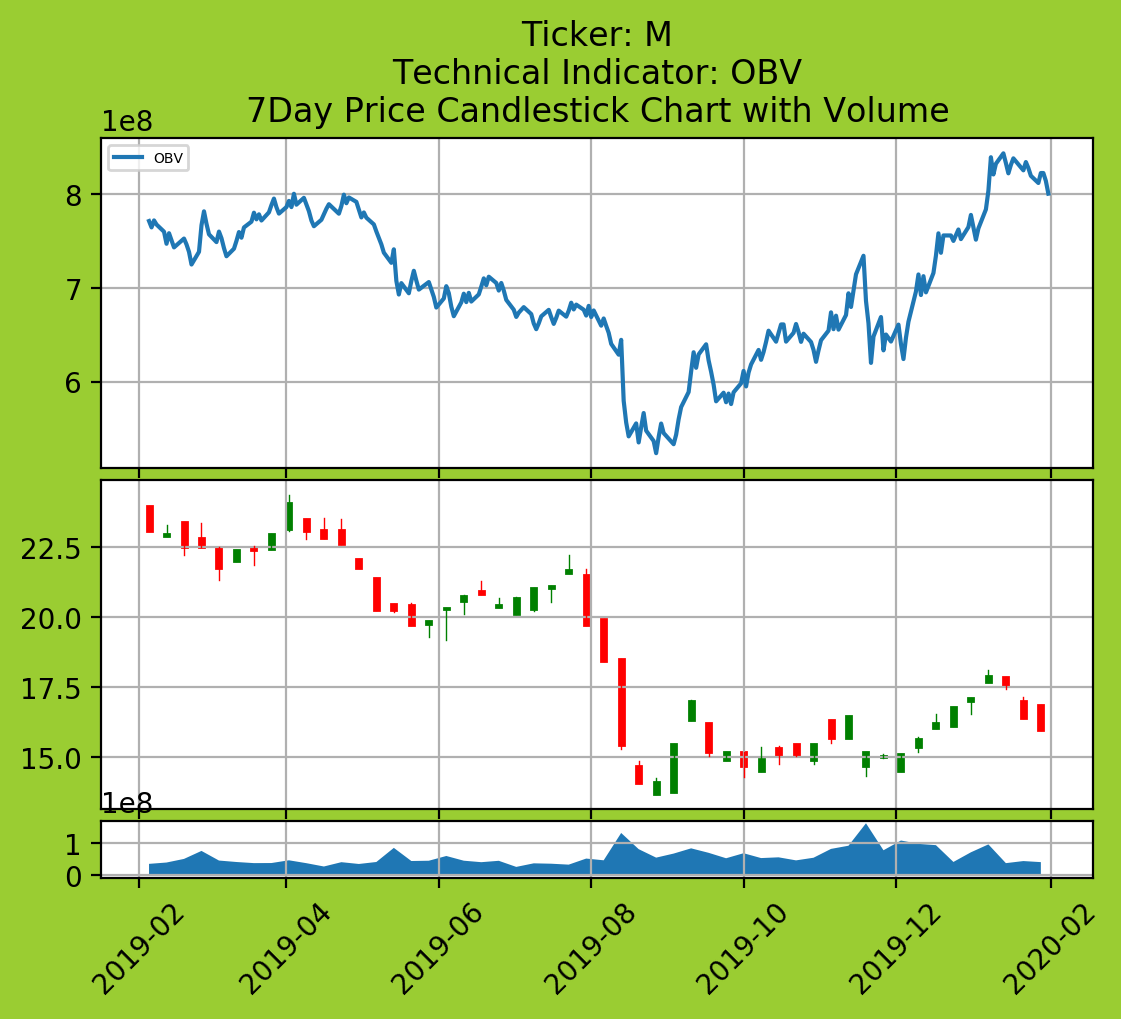 Ticker: M
Technical Indicator: OBV
7Day Price Candlestick Chart with Volume
1e8
OBV
8
7
6
22.5
20.0
17.5
15.0
1e8
1
0
2019-02
2019-04
2019-06
2019-08
2019-10
2019-12
2020-02